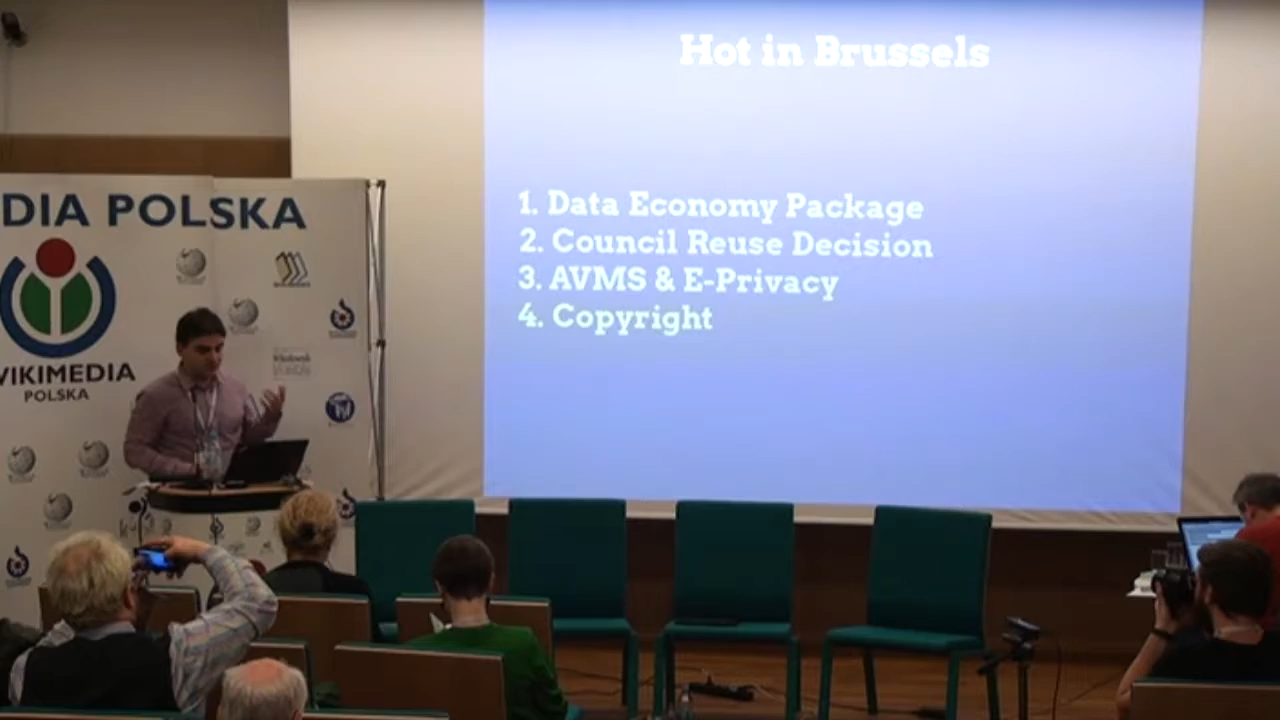 Hot in Brussels
1. Data Economy Package
2. Council Reuse Decision
3. AVMS & E-Privacy
4. Copyright
DIA POLSKA
VIKIMEDIA
POLSKA